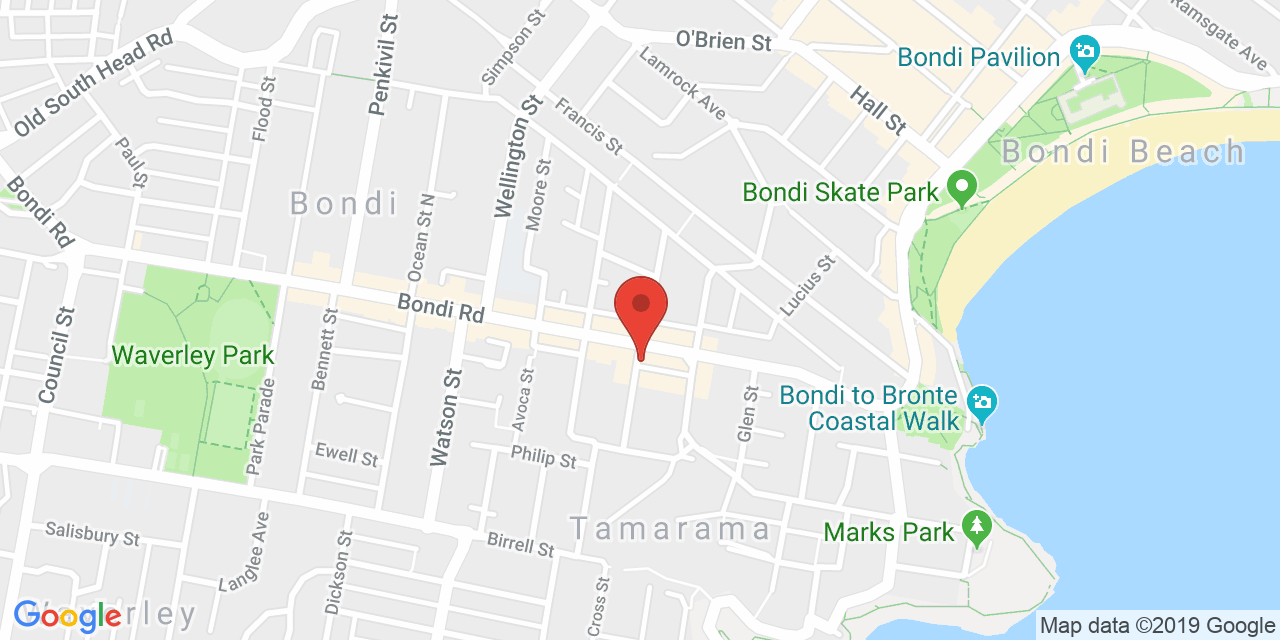 Ramsgate Ave
Old South Head Rd
Penkivil St
Simpson St
O'Brien St
Bondi Pavilion
Flood St
Lamrock Ave
Hall St
Paul St
Wellington St
Francis St
Bondi Beach
Bondi Rd
Bondi
Moore St
Bondi Skate Park
Ocean St N
Lucius St
Council St
Bondi Rd
Bennett St
Waverley Park
Watson St
Avoca St
Park Parade
Glen St
Bondi to Bronte
Coastal Walk
Ewell St
Philip St
Salisbury St
Langlee Ave
Dickson St
Birrell St
Tamarama
Marks Park
Cross St
Waverley
Google
Map data ©2019 Google